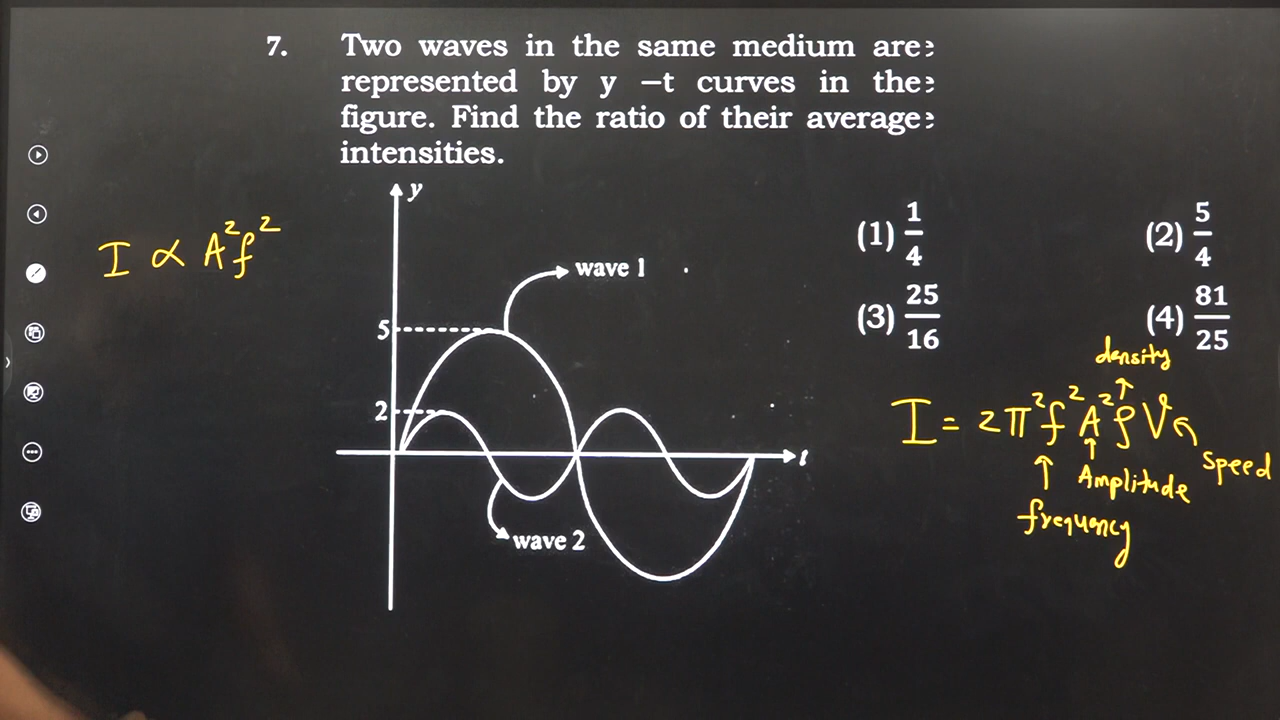 7. Two waves in the same medium are
represented by y −t curves in the
figure. Find the ratio of their average
intensities.
y
I ∝ A²f²
(1) 1/4
(2) 5/4
wave 1
(3) 25/16
(4) 81/25
5
density
2
I = 2π²f²A²ρV
t
speed
Amplitude
frequency
wave 2